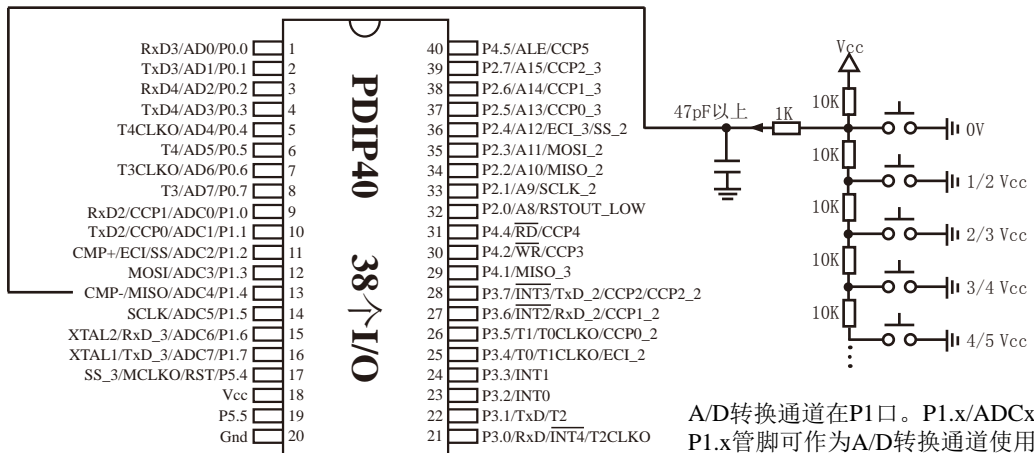 RxD3/AD0/P0.0 1
TxD3/AD1/P0.1 2
RxD4/AD2/P0.2 3
TxD4/AD3/P0.3 4
T4CLKO/AD4/P0.4 5
T4/AD5/P0.5 6
T3CLKO/AD6/P0.6 7
T3/AD7/P0.7 8
RxD2/CCP1/ADC0/P1.0 9
TxD2/CCP0/ADC1/P1.1 10
CMP+/ECI/SS/ADC2/P1.2 11
MOSI/ADC3/P1.3 12
CMP-/MISO/ADC4/P1.4 13
SCLK/ADC5/P1.5 14
XTAL2/RxD_3/ADC6/P1.6 15
XTAL1/TxD_3/ADC7/P1.7 16
SS_3/MCLKO/RST/P5.4 17
Vcc 18
P5.5 19
Gnd 20
PDIP40 38个I/O
40 P4.5/ALE/CCP5
39 P2.7/A15/CCP2_3
38 P2.6/A14/CCP1_3
37 P2.5/A13/CCP0_3
36 P2.4/A12/ECI_3/SS_2
35 P2.3/A11/MOSI_2
34 P2.2/A10/MISO_2
33 P2.1/A9/SCLK_2
32 P2.0/A8/RSTOUT_LOW
31 P4.4/RD/CCP4
30 P4.2/WR/CCP3
29 P4.1/MISO_3
28 P3.7/INT3/TxD_2/CCP2/CCP2_2
27 P3.6/INT2/RxD_2/CCP1_2
26 P3.5/T1/T0CLKO/CCP0_2
25 P3.4/T0/T1CLKO/ECI_2
24 P3.3/INT1
23 P3.2/INT0
22 P3.1/TxD/T2
21 P3.0/RxD/INT4/T2CLKO
Vcc
10K
47pF以上 1K
0V
10K
1/2 Vcc
10K
2/3 Vcc
10K
3/4 Vcc
10K
4/5 Vcc
A/D转换通道在P1口。P1.x/ADCx
P1.x管脚可作为A/D转换通道使用